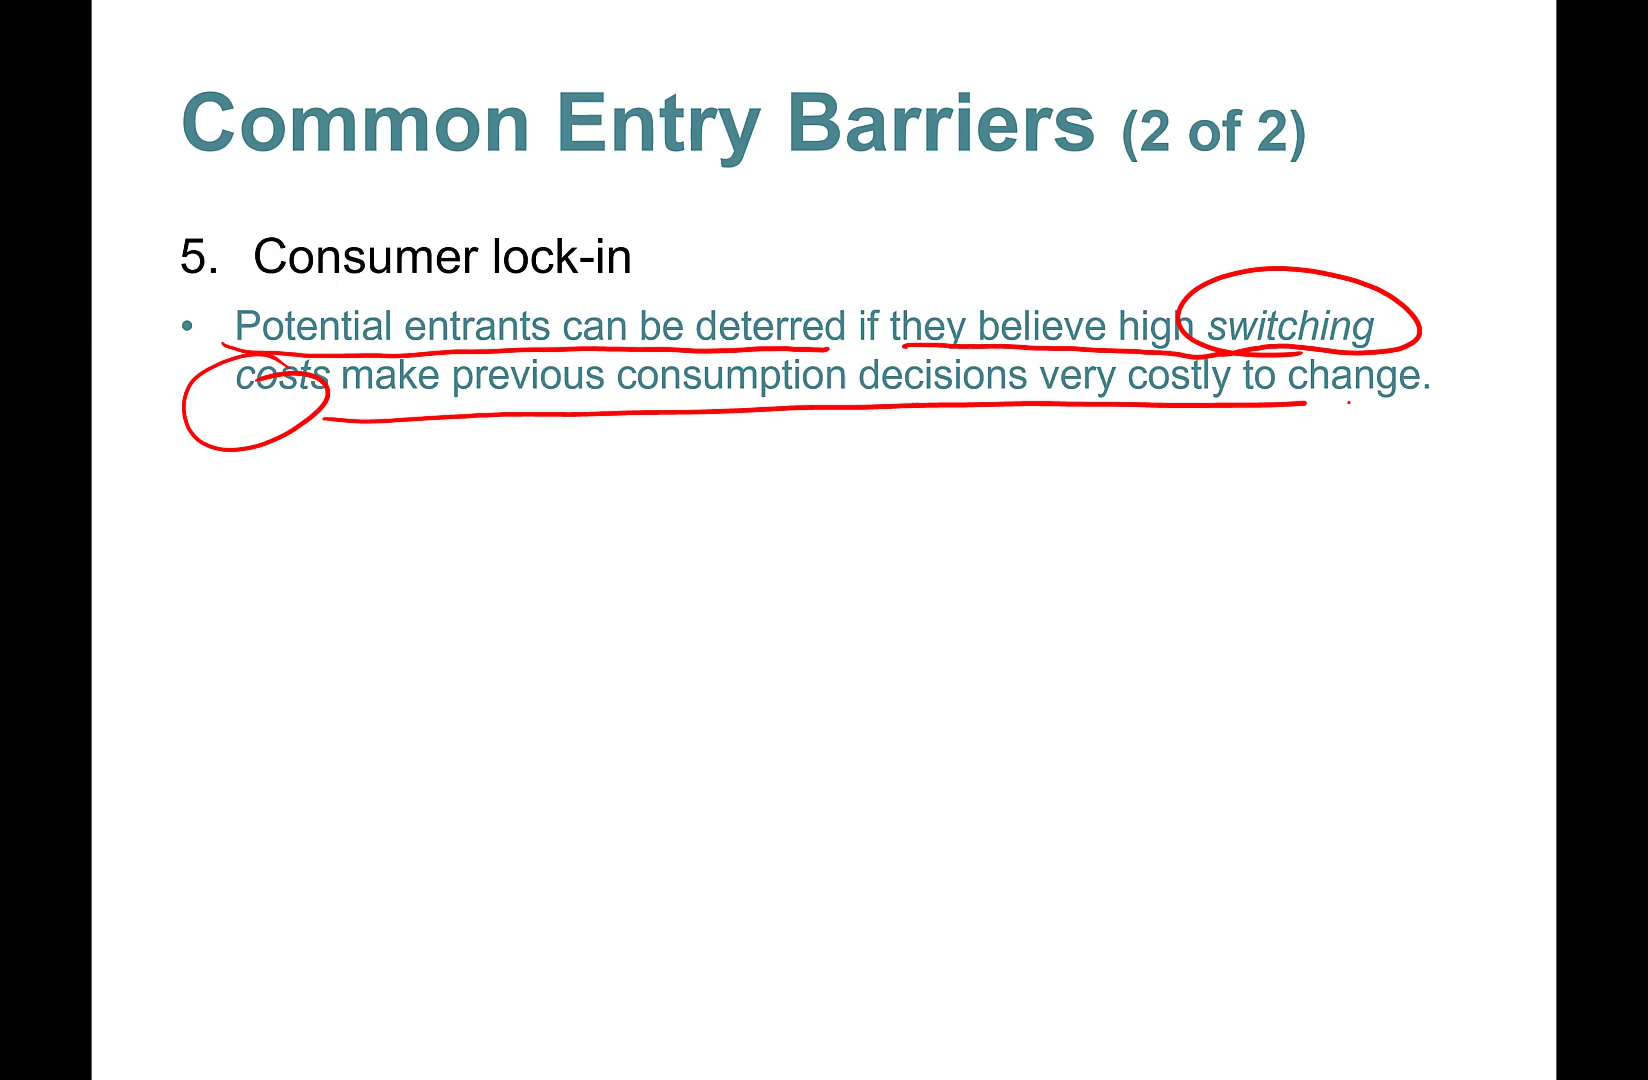 Common Entry Barriers (2 of 2)
5. Consumer lock-in
• Potential entrants can be deterred if they believe high switching
costs make previous consumption decisions very costly to change.